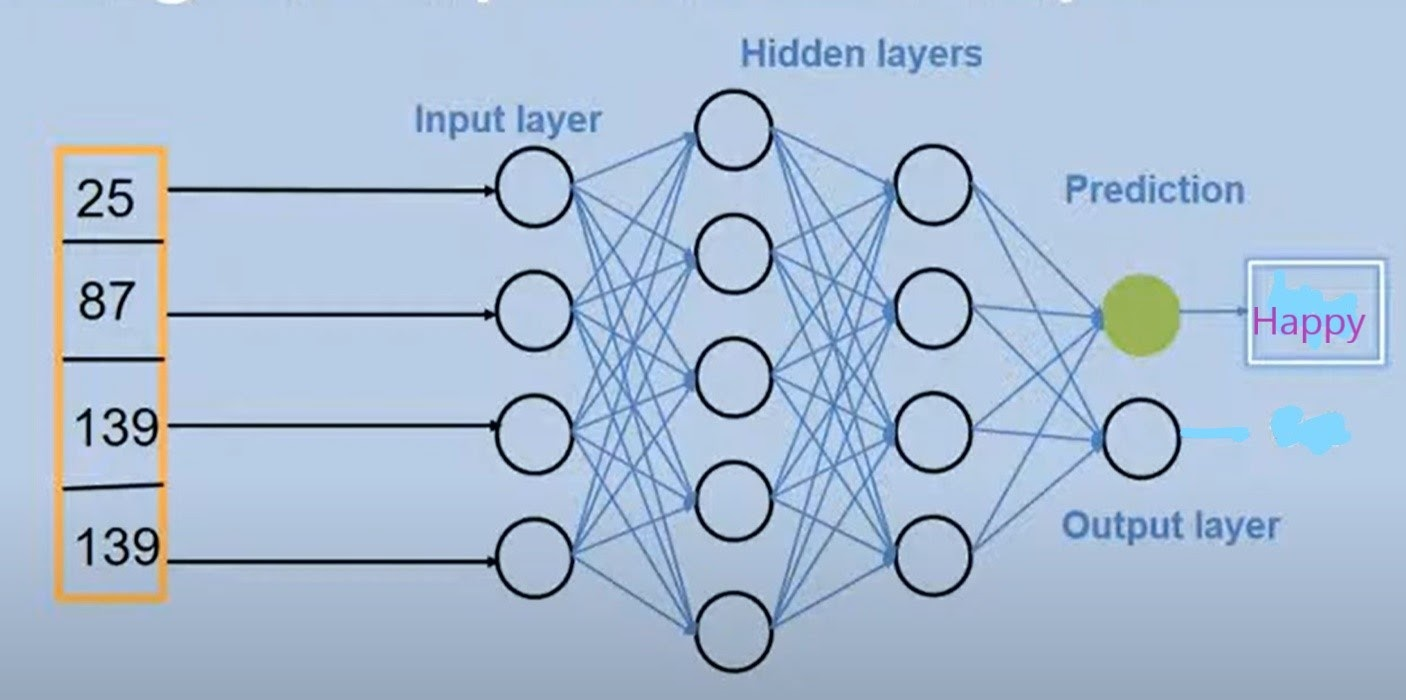 Hidden layers
Input layer
25
87
139
139
Prediction
Happy
Output layer